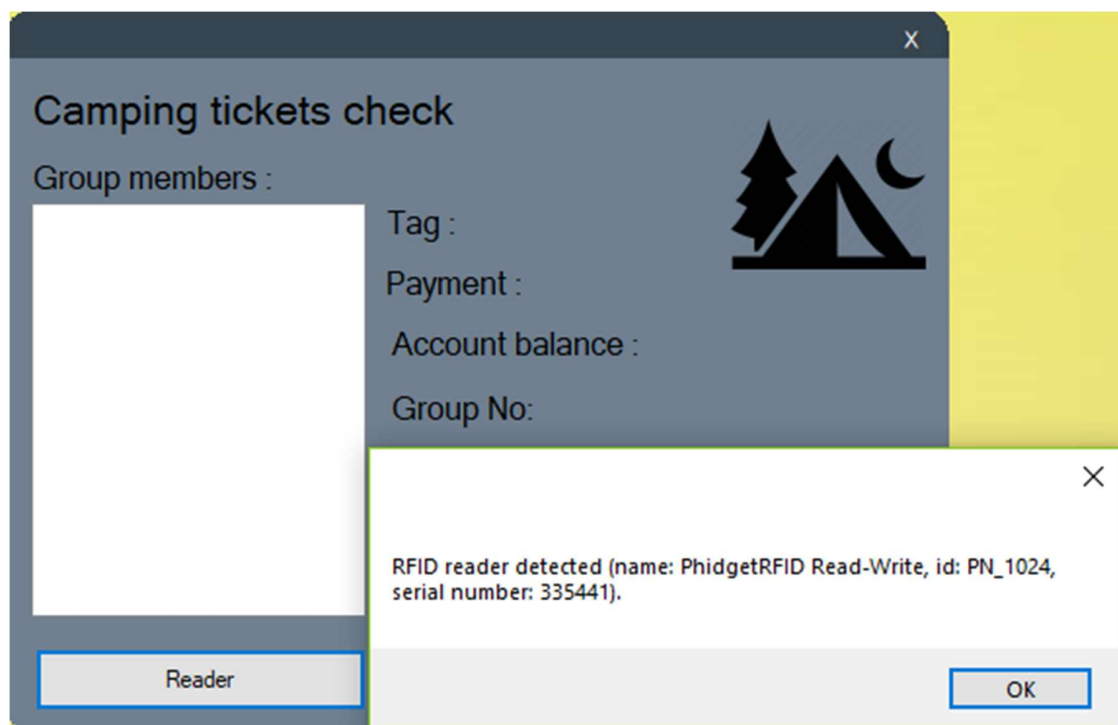 X
Camping tickets check
Group members :
Tag :
Payment :
Account balance :
Group No:
RFID reader detected (name: PhidgetRFID Read-Write, id: PN_1024,
serial number: 335441).
Reader
OK